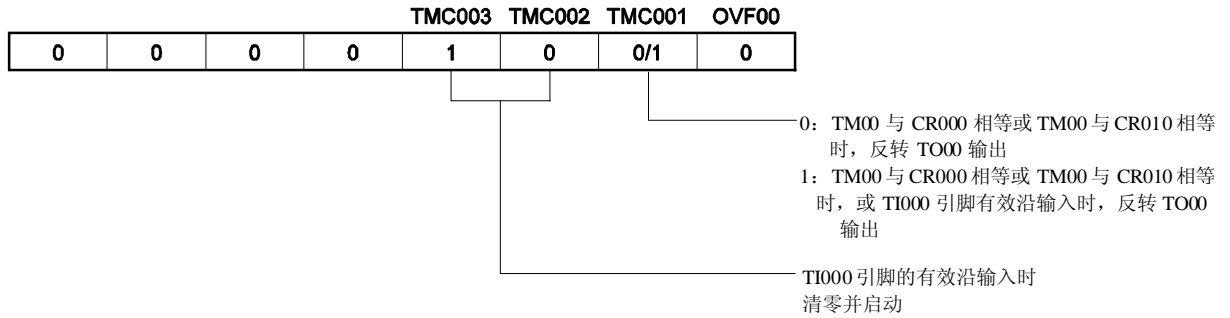 TMC003 TMC002 TMC001 OVF00
0 0 0 0 1 0 0/1 0
0：TM00 与 CR000 相等或 TM00 与 CR010 相等
时，反转 TO00 输出
1：TM00 与 CR000 相等或 TM00 与 CR010 相等
时，或 TI000 引脚有效沿输入时，反转 TO00
输出
TI000 引脚的有效沿输入时
清零并启动